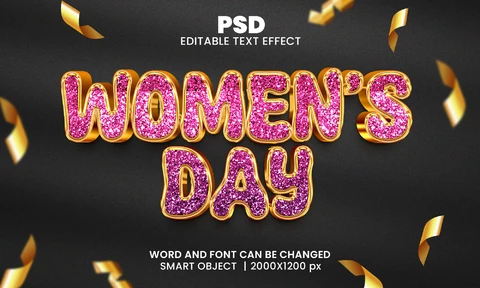 PSD
EDITABLE TEXT EFFECT
WOMEN'S
DAY
WORD AND FONT CAN BE CHANGED
SMART OBJECT | 2000X1200 px